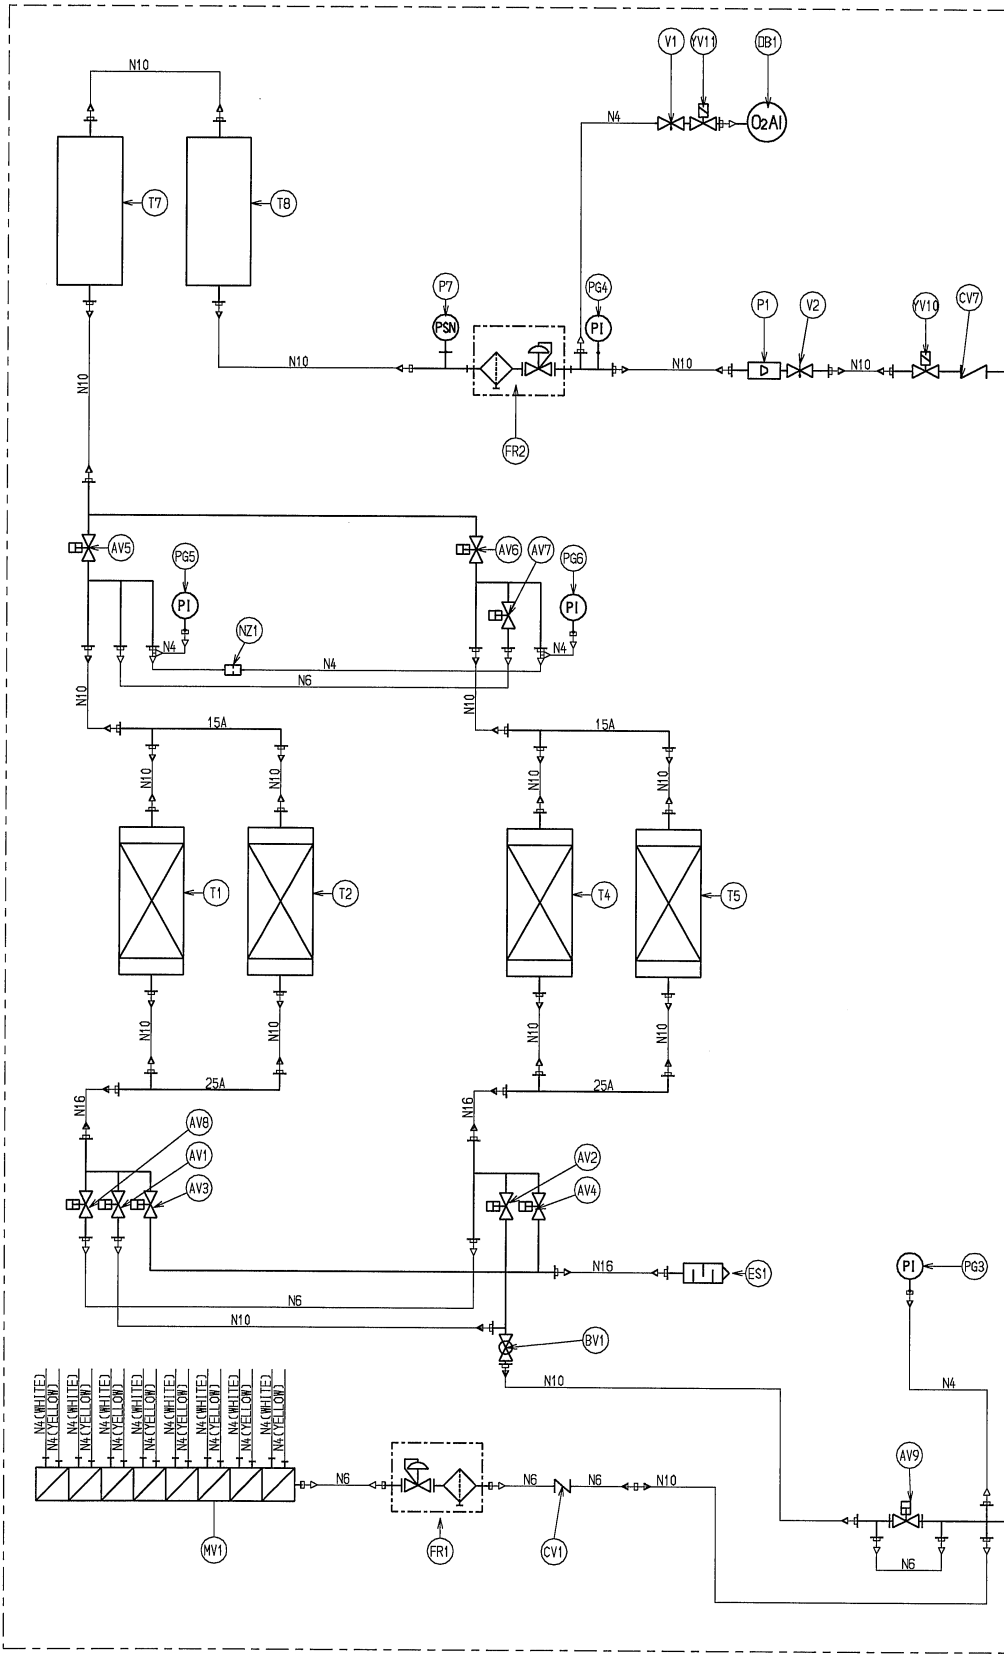 V1
YV11
DB1
N10
N4
O2AI
T7
T8
P7
PG4
P1
V2
YV10
CV7
PSN
PI
N10
N10
N10
N10
FR2
AV5
AV6
AV7
PG5
PG6
PI
PI
NZ1
N4
N4
N4
N6
N10
N10
15A
15A
N10
N10
N10
N10
T1
T2
T4
T5
N10
N10
N10
N10
25A
25A
N16
N16
AV8
AV1
AV3
AV2
AV4
N16
ES1
PI
PG3
N6
N10
BV1
N10
N4
N4(WHITE)
N4(YELLOW)
N4(WHITE)
N4(YELLOW)
N4(WHITE)
N4(YELLOW)
N4(WHITE)
N4(YELLOW)
N4(WHITE)
N4(YELLOW)
N4(WHITE)
N4(YELLOW)
N4(WHITE)
N4(YELLOW)
N4(WHITE)
N4(YELLOW)
AV9
N6
N6
N6
N10
MV1
FR1
CV1
N6